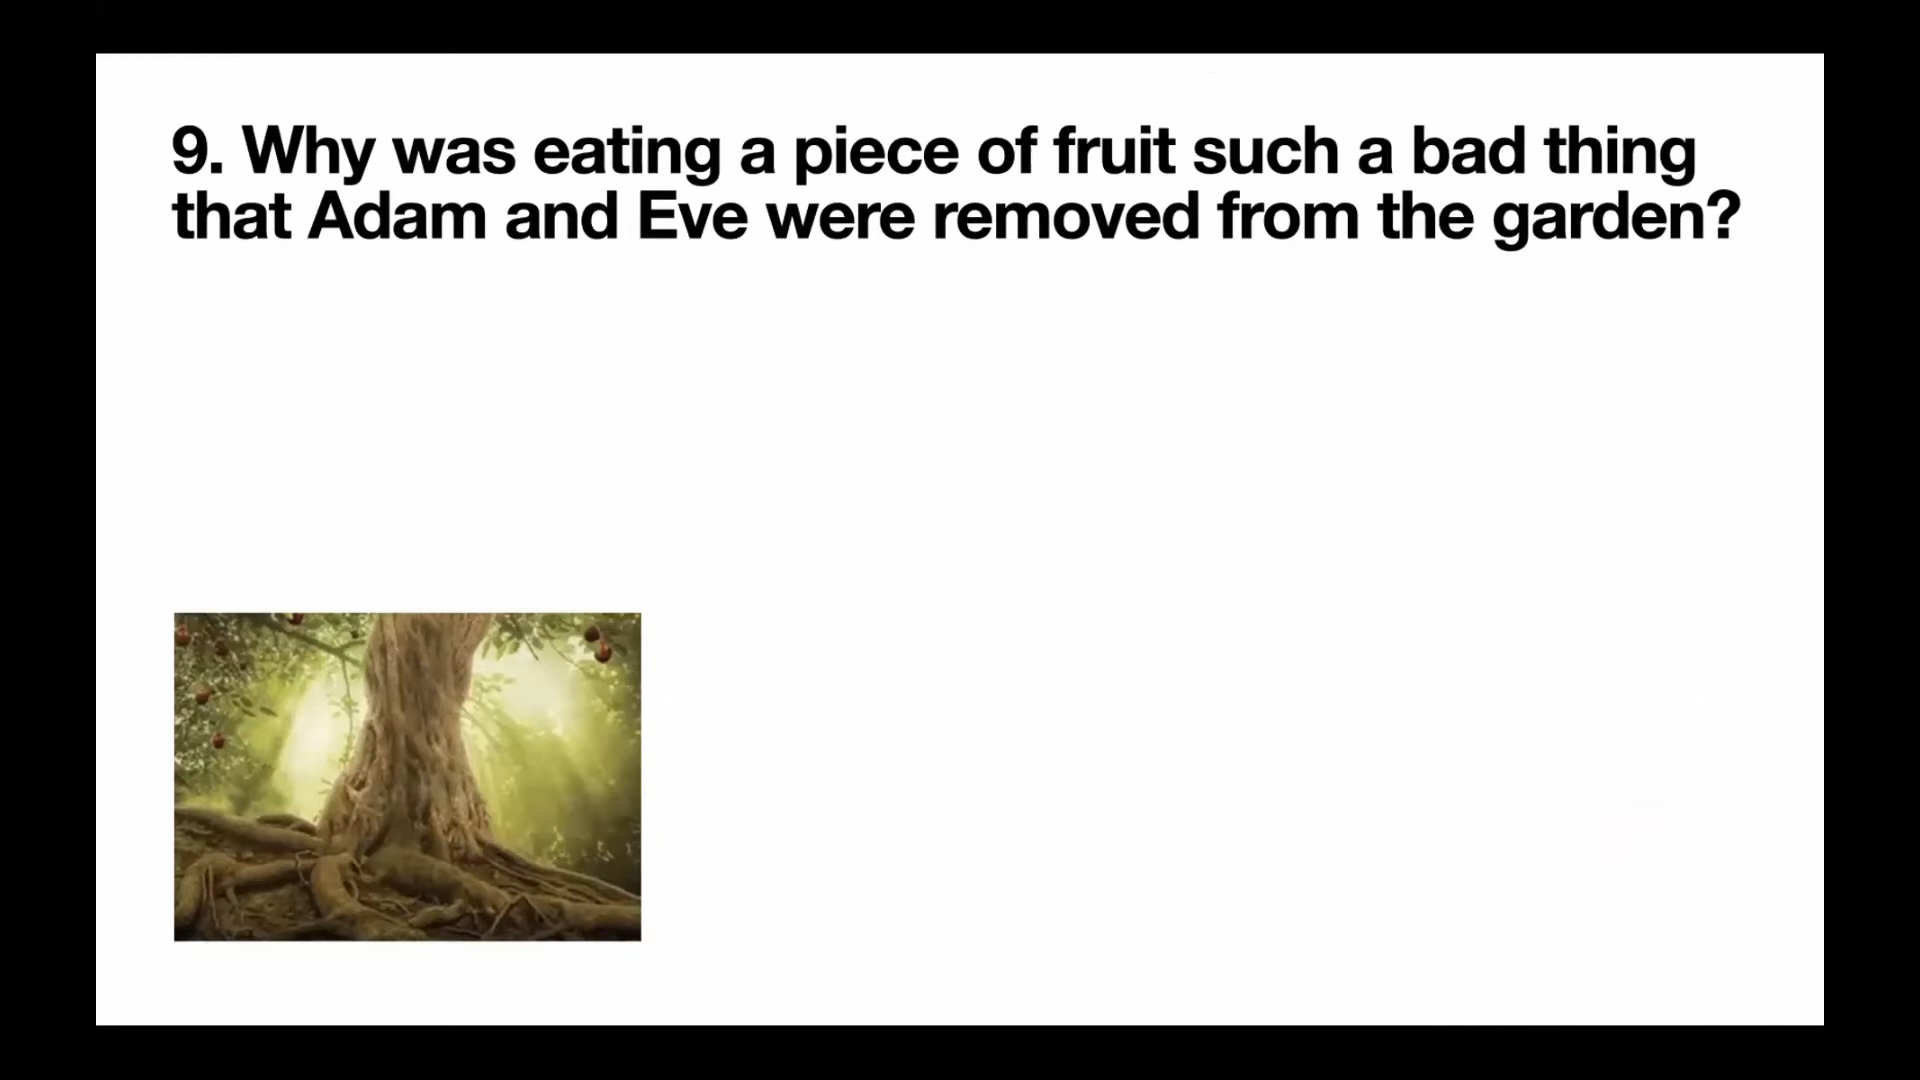 9. Why was eating a piece of fruit such a bad thing
that Adam and Eve were removed from the garden?